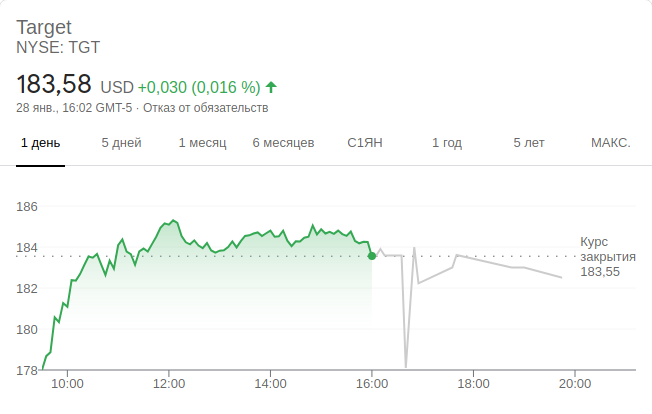 Target
NYSE: TGT
183,58 USD +0,030 (0,016 %)
28 янв., 16:02 GMT-5 · Отказ от обязательств
1 день 5 дней 1 месяц 6 месяцев С1ЯН 1 год 5 лет МАКС.
186
184
182
180
178
Курс
закрытия
183,55
10:00 12:00 14:00 16:00 18:00 20:00